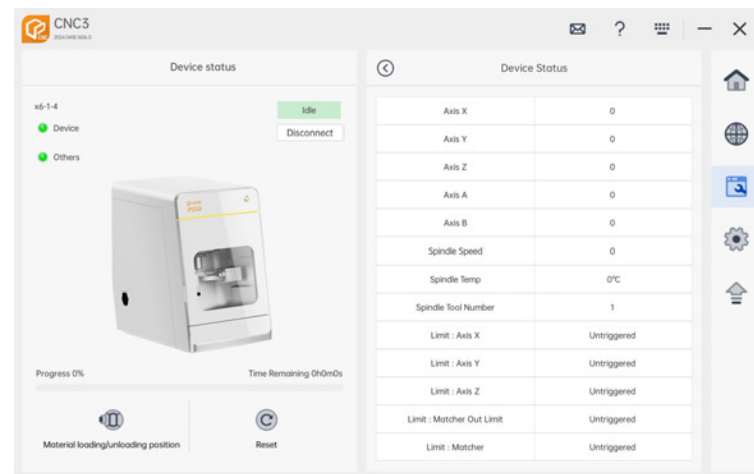 CNC3
Device status
x6-1-4
Idle
Device
Disconnect
Others
Progress 0%
Time Remaining 0h0m0s
Material loading/unloading position
Reset
Device Status
Axis X 0
Axis Y 0
Axis Z 0
Axis A 0
Axis B 0
Spindle Speed 0
Spindle Temp 0°C
Spindle Tool Number 1
Limit : Axis X Untriggered
Limit : Axis Y Untriggered
Limit : Axis Z Untriggered
Limit : Matcher Out Limit Untriggered
Limit : Matcher Untriggered